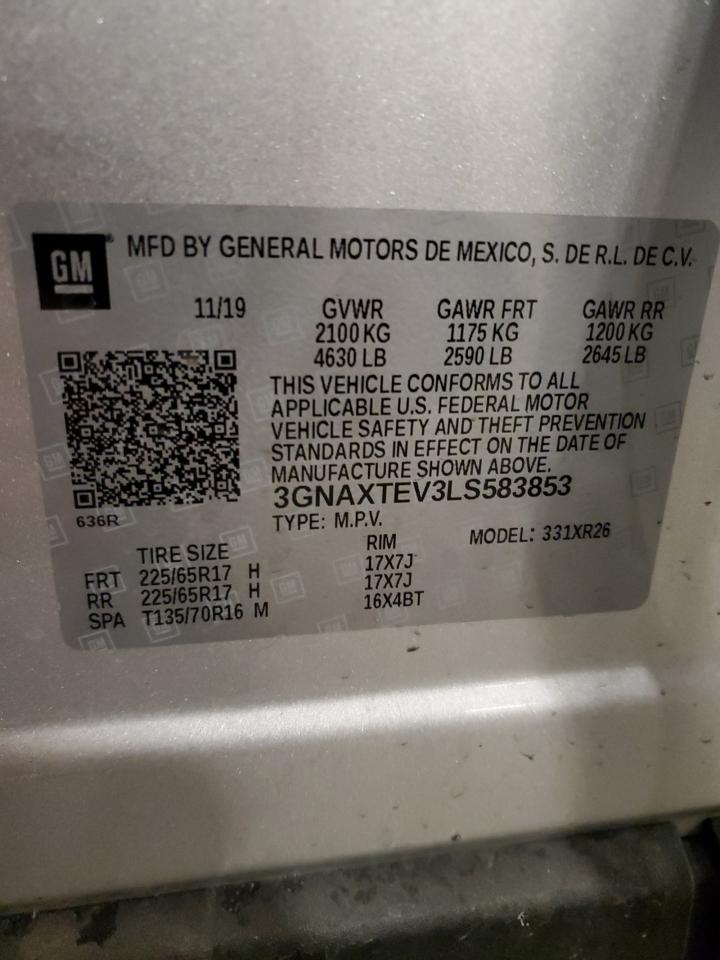 GM
MFD BY GENERAL MOTORS DE MEXICO, S. DE R.L. DE C.V.
11/19 GVWR GAWR FRT GAWR RR
2100 KG 1175 KG 1200 KG
4630 LB 2590 LB 2645 LB
THIS VEHICLE CONFORMS TO ALL
APPLICABLE U.S. FEDERAL MOTOR
VEHICLE SAFETY AND THEFT PREVENTION
STANDARDS IN EFFECT ON THE DATE OF
MANUFACTURE SHOWN ABOVE.
3GNAXTEV3LS583853
636R
TYPE: M.P.V. MODEL: 331XR26
TIRE SIZE RIM
FRT 225/65R17 H 17X7J
RR 225/65R17 H 17X7J
SPA T135/70R16 M 16X4BT